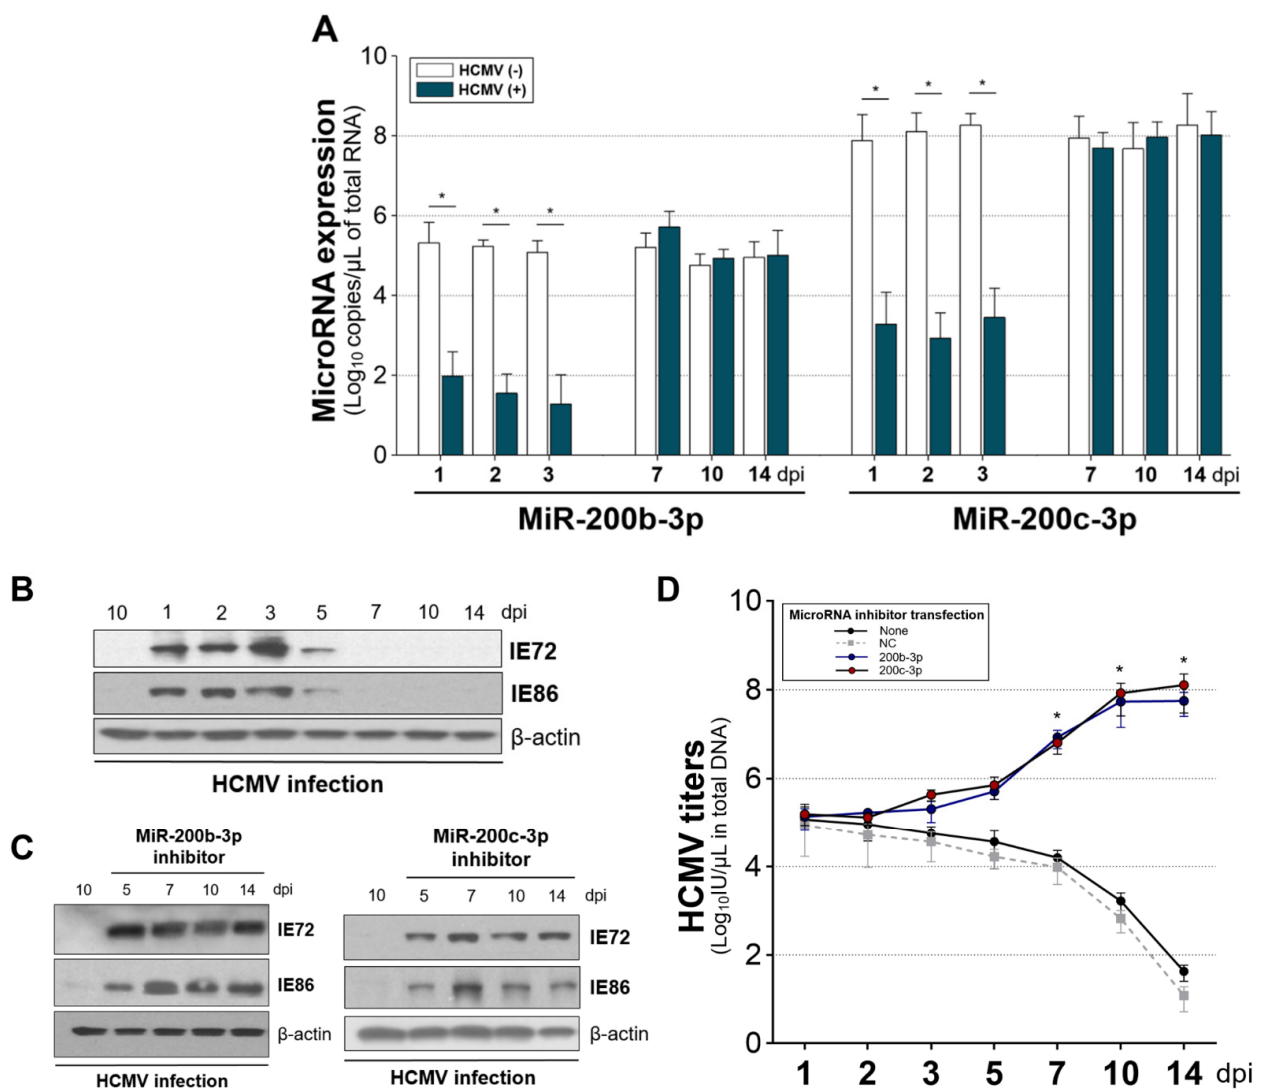 A
MicroRNA expression
(Log10 copies/µL of total RNA)
10
8
6
4
2
0
HCMV (-)
HCMV (+)
* * * * * *
1 2 3 7 10 14 dpi 1 2 3 7 10 14 dpi
MiR-200b-3p MiR-200c-3p
B
10 1 2 3 5 7 10 14 dpi
IE72
IE86
β-actin
HCMV infection
C
MiR-200b-3p
inhibitor
10 5 7 10 14 dpi
IE72
IE86
β-actin
HCMV infection
MiR-200c-3p
inhibitor
10 5 7 10 14 dpi
IE72
IE86
β-actin
HCMV infection
D
HCMV titers
(Log10IU/µL in total DNA)
10
8
6
4
2
0
MicroRNA inhibitor transfection
None
NC
200b-3p
200c-3p
* * *
1 2 3 5 7 10 14 dpi